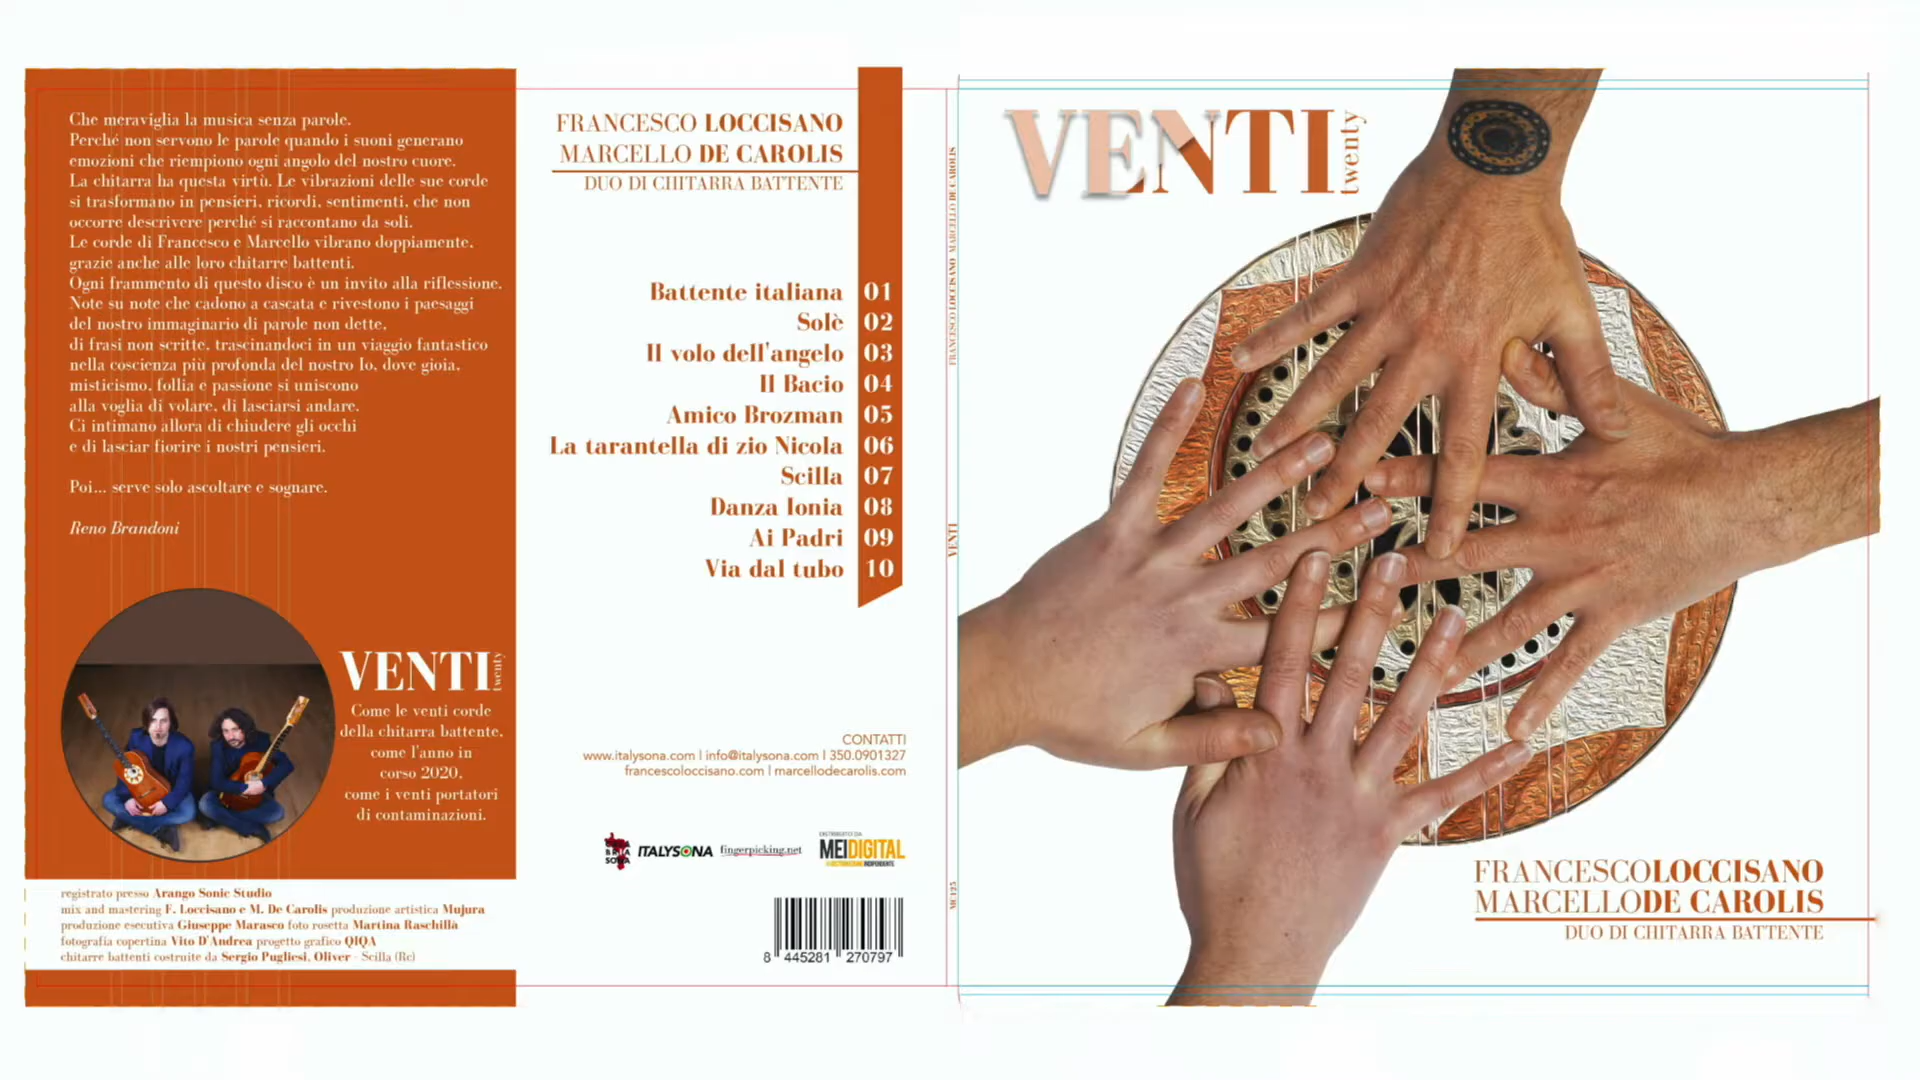 Che meraviglia la musica senza parole.
Perché non servono le parole quando i suoni generano
emozioni che riempiono ogni angolo del nostro cuore.
La chitarra ha questa virtù. Le vibrazioni delle sue corde
si trasformano in pensieri, ricordi, sentimenti, che non
occorre descrivere perché si raccontano da soli.
Le corde di Francesco e Marcello vibrano doppiamente,
grazie anche alle loro chitarre battenti.
Ogni frammento di questo disco è un invito alla riflessione.
Note su note che cadono a cascata e rivestono i paesaggi
del nostro immaginario di parole non dette,
di frasi non scritte, trascinandoci in un viaggio fantastico
nella coscienza più profonda del nostro Io, dove gioia,
misticismo, follia e passione si uniscono
alla voglia di volare, di lasciarsi andare.
Ci intimano allora di chiudere gli occhi
e di lasciar fiorire i nostri pensieri.
Poi... serve solo ascoltare e sognare.
Reno Brandoni
VENTI twenty
Come le venti corde
della chitarra battente,
come l'anno in
corso 2020,
come i venti portatori
di contaminazioni.
registrato presso Arango Sonic Studio
mix and mastering F. Loccisano e M. De Carolis produzione artistica Mujura
produzione esecutiva Giuseppe Marasco foto rosetta Martina Raschillà
fotografia copertina Vito D'Andrea progetto grafico QIQA
chitarre battenti costruite da Sergio Pugliesi, Oliver - Scilla (Rc)
FRANCESCO LOCCISANO
MARCELLO DE CAROLIS
DUO DI CHITARRA BATTENTE
Battente italiana 01
Solè 02
Il volo dell'angelo 03
Il Bacio 04
Amico Brozman 05
La tarantella di zio Nicola 06
Scilla 07
Danza Ionia 08
Ai Padri 09
Via dal tubo 10
CONTATTI
www.italysona.com | info@italysona.com | 350.0901327
francescoloccisano.com | marcellodecarolis.com
ITALYSONA
fingerpicking.net
DISTRIBUITO DA
MEIDIGITAL
8 445281 270797
FRANCESCO LOCCISANO MARCELLO DE CAROLIS
VENTI
VENTI twenty
FRANCESCOLOCCISANO
MARCELLODE CAROLIS
DUO DI CHITARRA BATTENTE